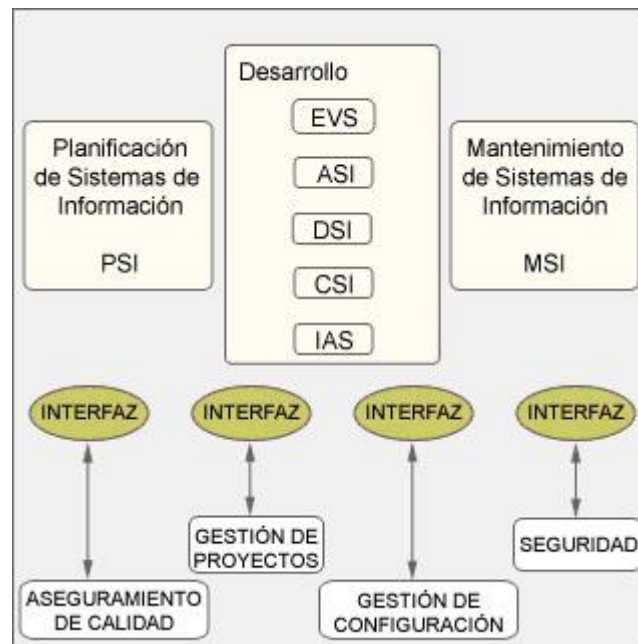 Desarrollo
EVS
ASI
DSI
CSI
IAS
Planificación
de Sistemas de
Información
PSI
Mantenimiento
de Sistemas de
Información
MSI
INTERFAZ
INTERFAZ
INTERFAZ
INTERFAZ
GESTIÓN DE
PROYECTOS
SEGURIDAD
ASEGURAMIENTO
DE CALIDAD
GESTIÓN DE
CONFIGURACIÓN